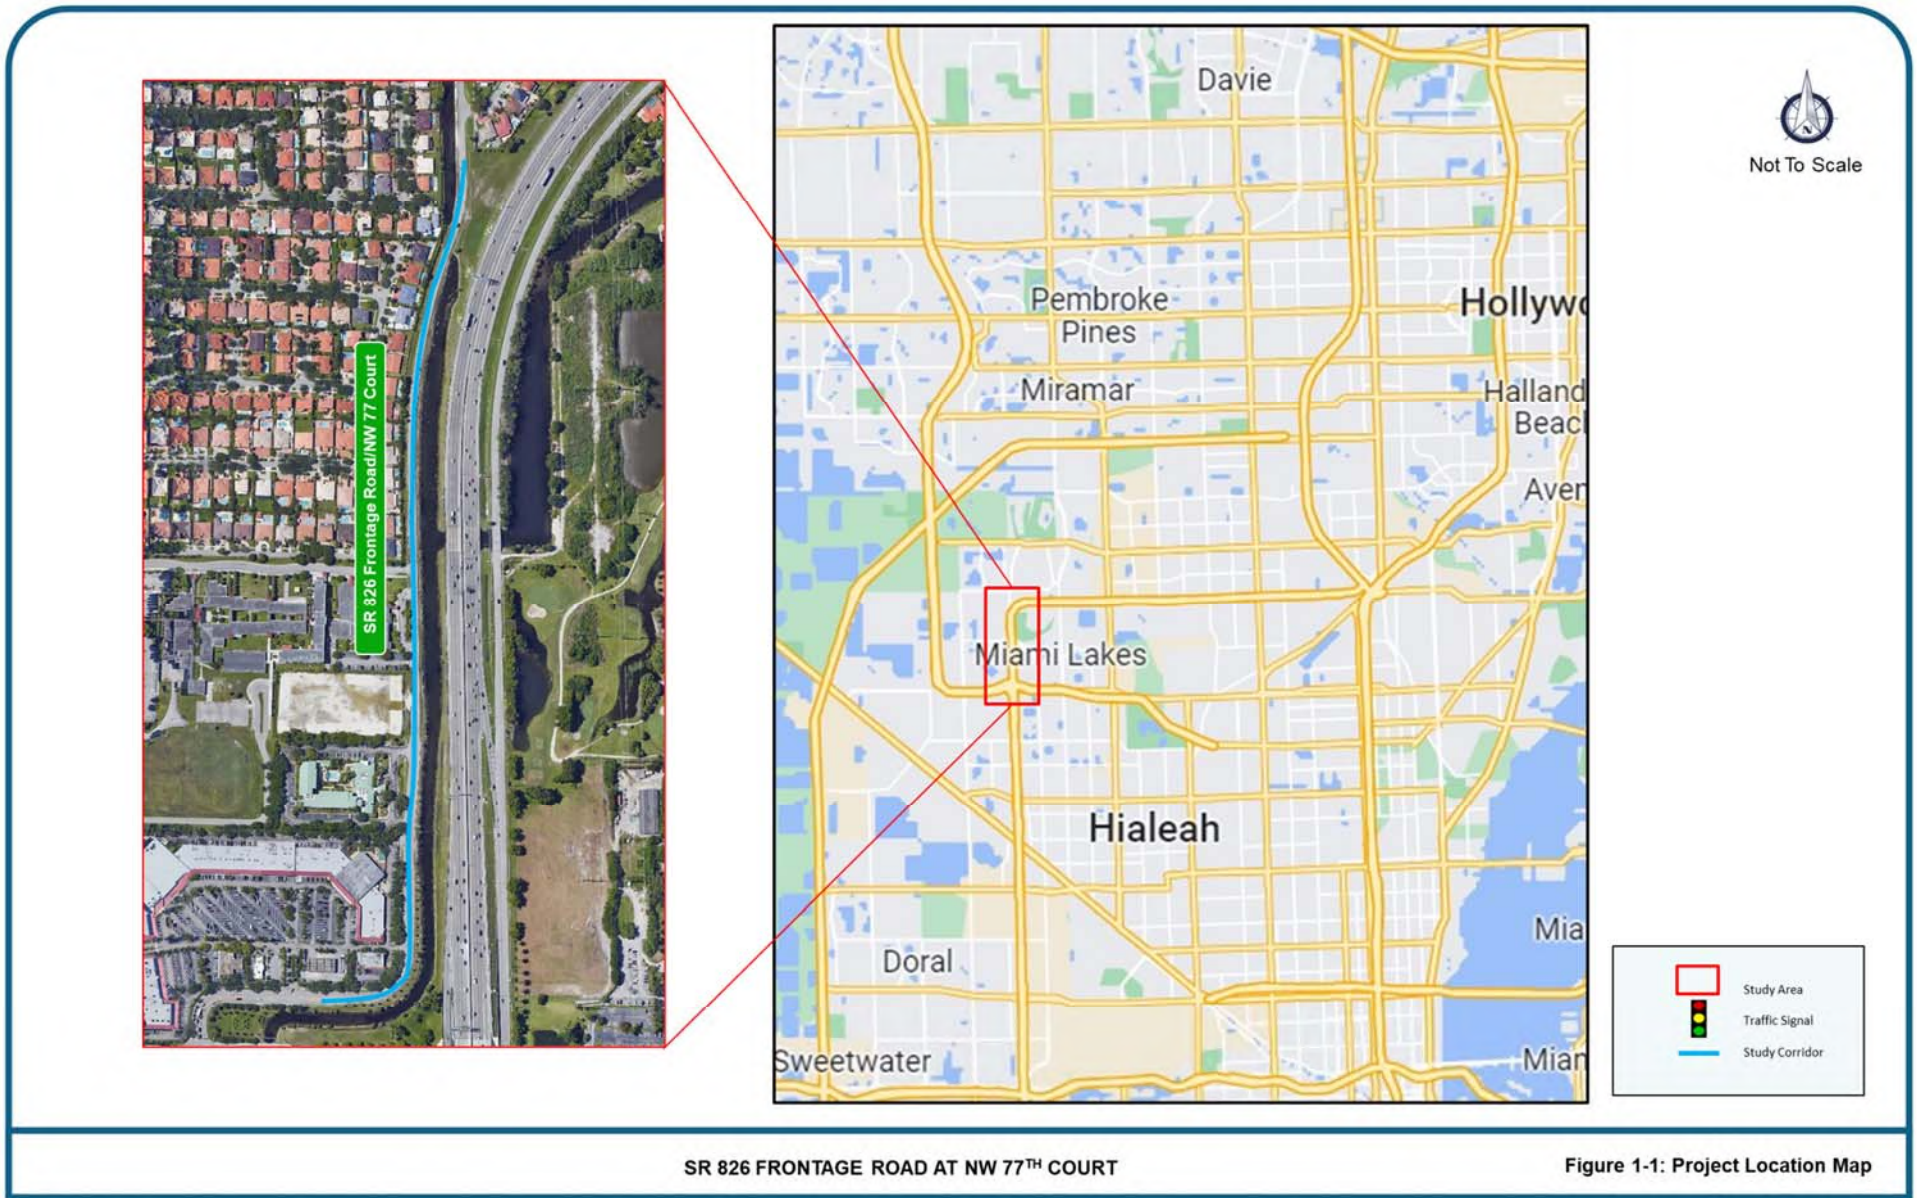 Davie
N
Not To Scale
Pembroke
Pines
Hollywo
Miramar
Halland
Beach
Aven
SR 826 Frontage Road/NW 77 Court
Miami Lakes
Hialeah
Mia
Doral
Study Area
Traffic Signal
Study Corridor
Sweetwater
Mian
SR 826 FRONTAGE ROAD AT NW 77TH COURT
Figure 1-1: Project Location Map